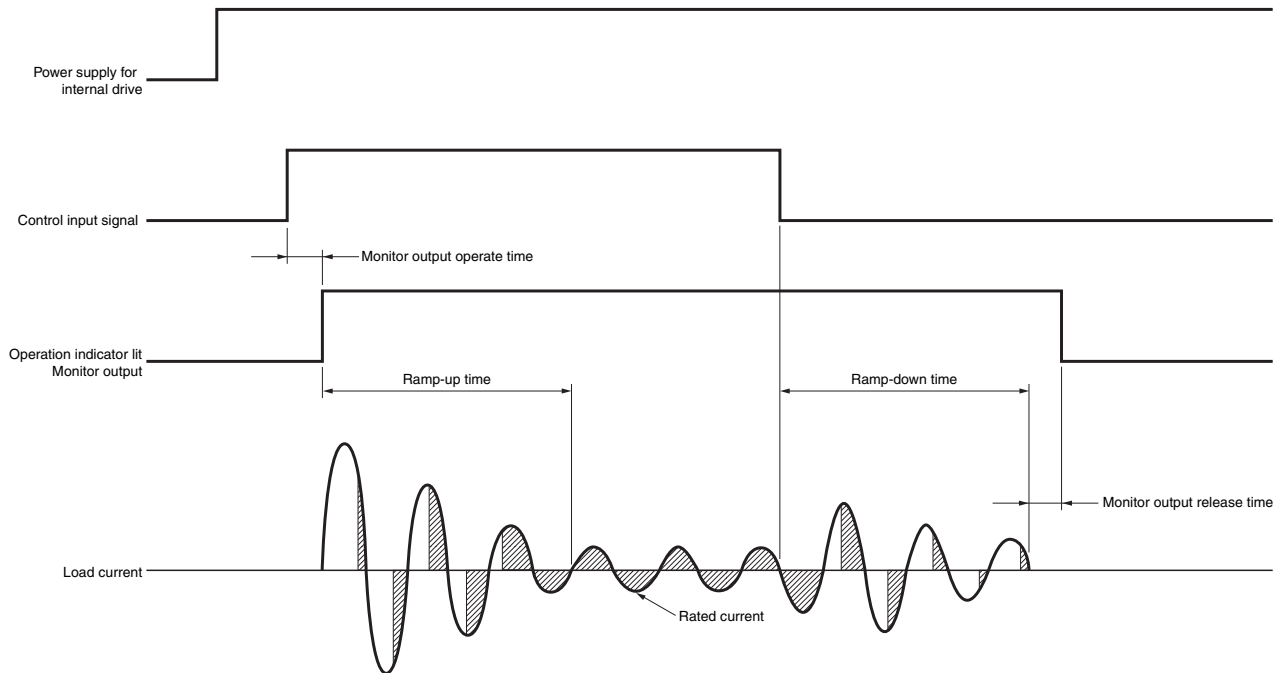 Power supply for
internal drive
Control input signal
Monitor output operate time
Operation indicator lit
Monitor output
Ramp-up time
Ramp-down time
Monitor output release time
Load current
Rated current